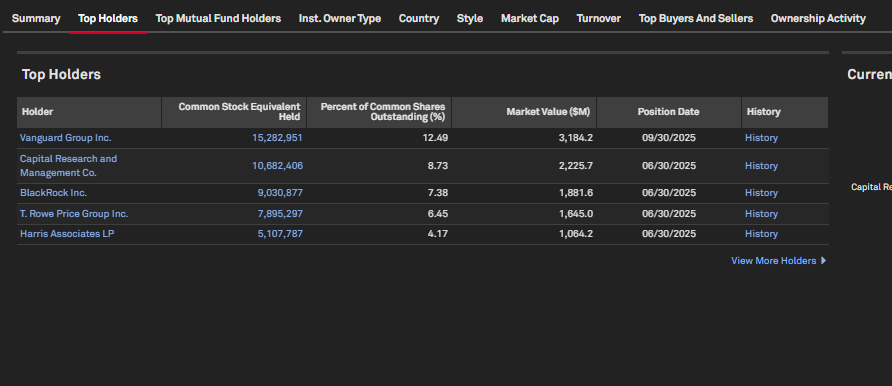 Summary Top Holders Top Mutual Fund Holders Inst. Owner Type Country Style Market Cap Turnover Top Buyers And Sellers Ownership Activity
Top Holders
Curren
Holder Common Stock Equivalent Held Percent of Common Shares Outstanding (%) Market Value ($M) Position Date History
Vanguard Group Inc. 15,282,951 12.49 3,184.2 09/30/2025 History
Capital Research and
Management Co. 10,682,406 8.73 2,225.7 06/30/2025 History
BlackRock Inc. 9,030,877 7.38 1,881.6 06/30/2025 History
Capital Re
T. Rowe Price Group Inc. 7,895,297 6.45 1,645.0 06/30/2025 History
Harris Associates LP 5,107,787 4.17 1,064.2 06/30/2025 History
View More Holders